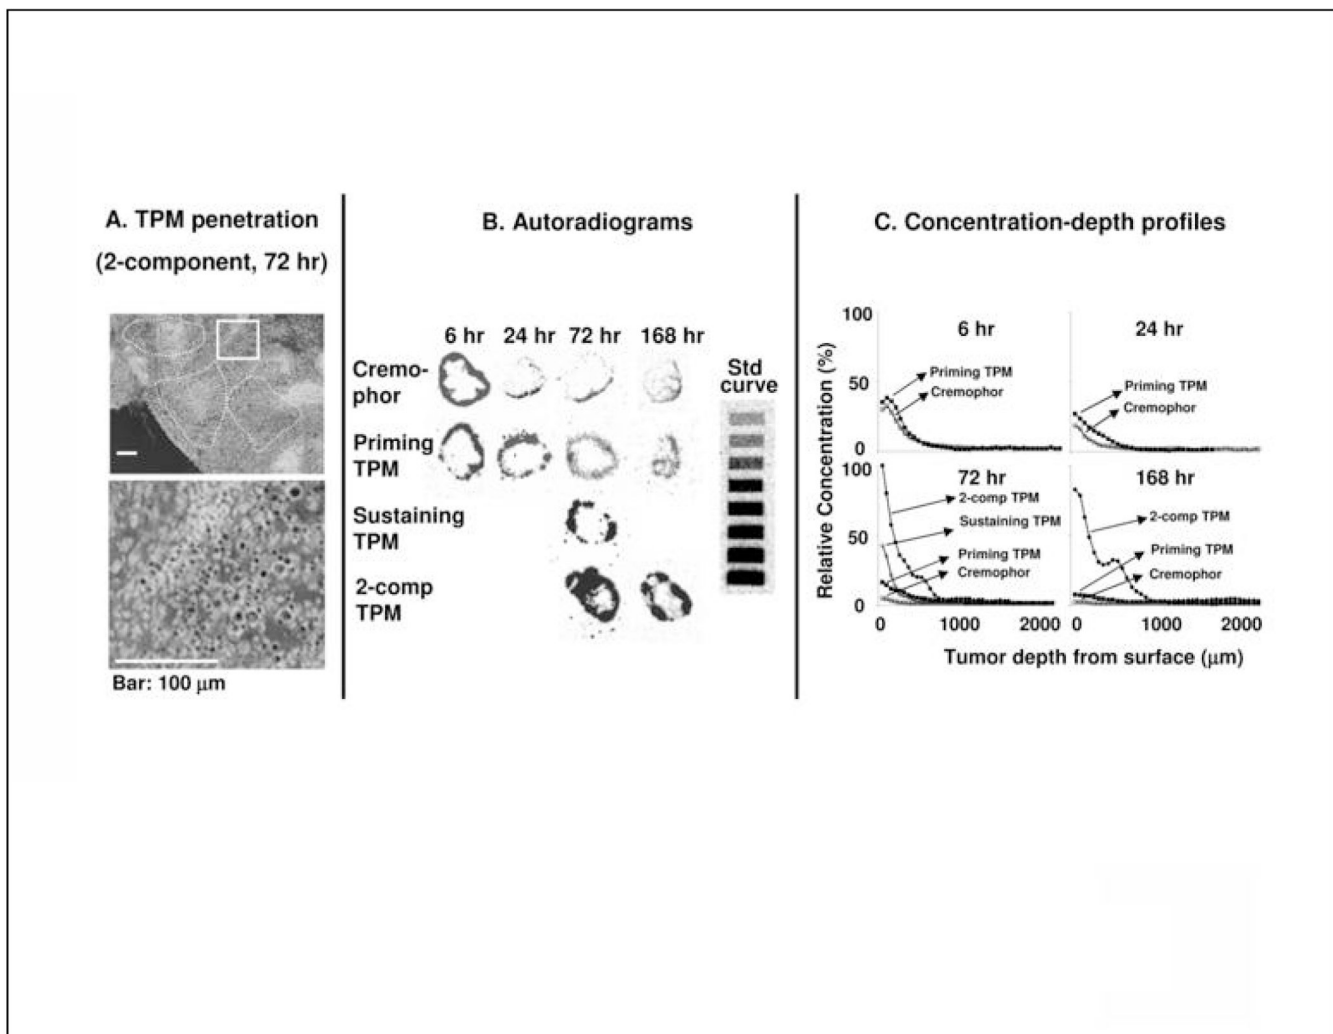 A. TPM penetration
(2-component, 72 hr)
Bar: 100 μm
B. Autoradiograms
6 hr 24 hr 72 hr 168 hr
Cremo-
phor
Priming
TPM
Sustaining
TPM
2-comp
TPM
Std
curve
C. Concentration-depth profiles
Relative Concentration (%)
100
50
0
6 hr
Priming TPM
Cremophor
24 hr
Priming TPM
Cremophor
100
50
0
72 hr
2-comp TPM
Sustaining TPM
Priming TPM
Cremophor
168 hr
2-comp TPM
Priming TPM
Cremophor
0 1000 2000 0 1000 2000
Tumor depth from surface (μm)